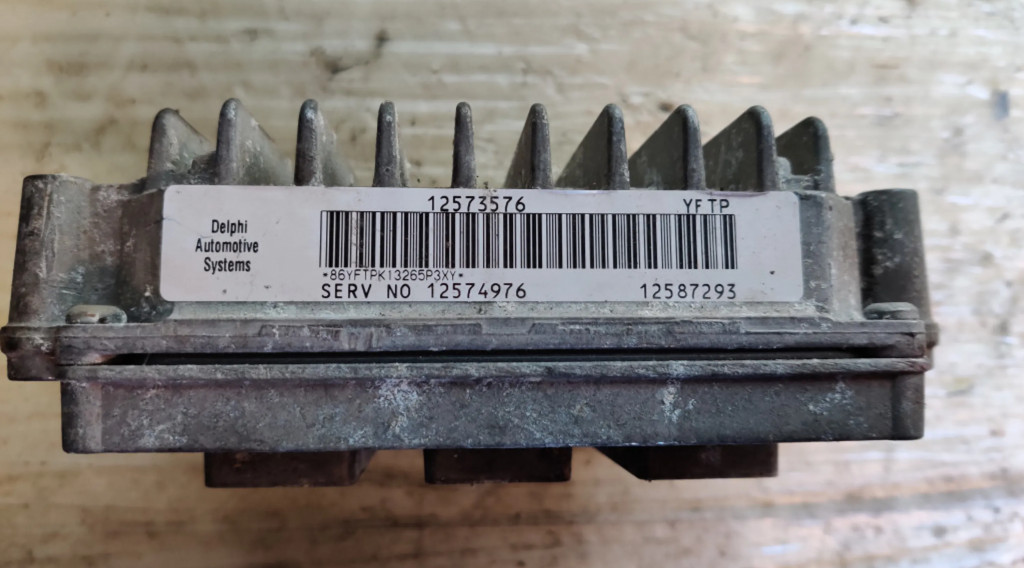 12573576 YFTP
Delphi
Automotive
Systems
*86YFTPK13265P3XY*
SERV NO 12574976 12587293